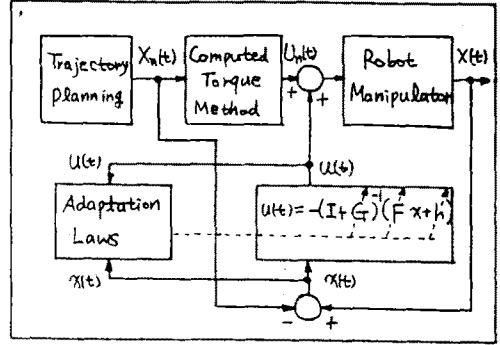 Trajectory
Planning
Xn(t)
Computed
Torque
Method
Un(t)
+
+
Robot
Manipulator
X(t)
U(t)
U(t)
Adaptation
Laws
U(t) = -(I+G)⁻¹(F x+h)
x(t)
x(t)
-
+